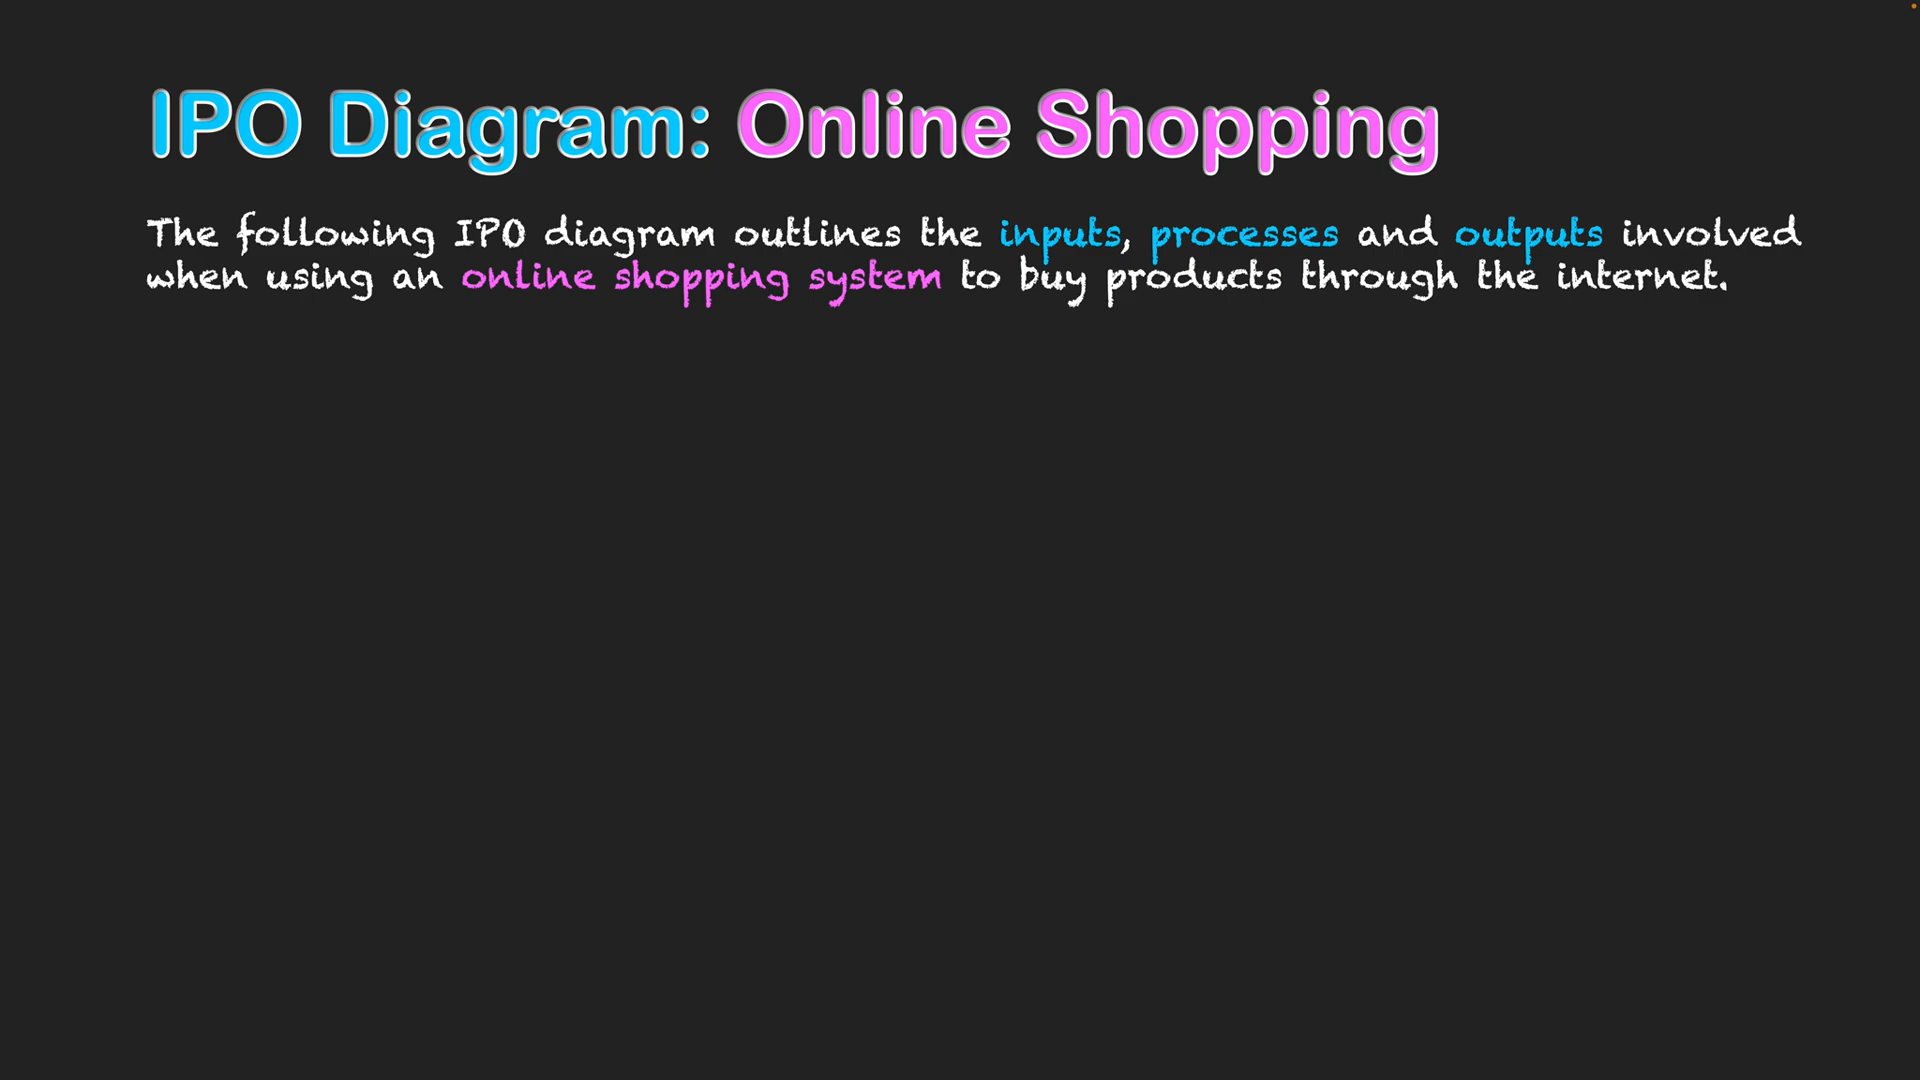 IPO Diagram: Online Shopping
The following IPO diagram outlines the inputs, processes and outputs involved
when using an online shopping system to buy products through the internet.